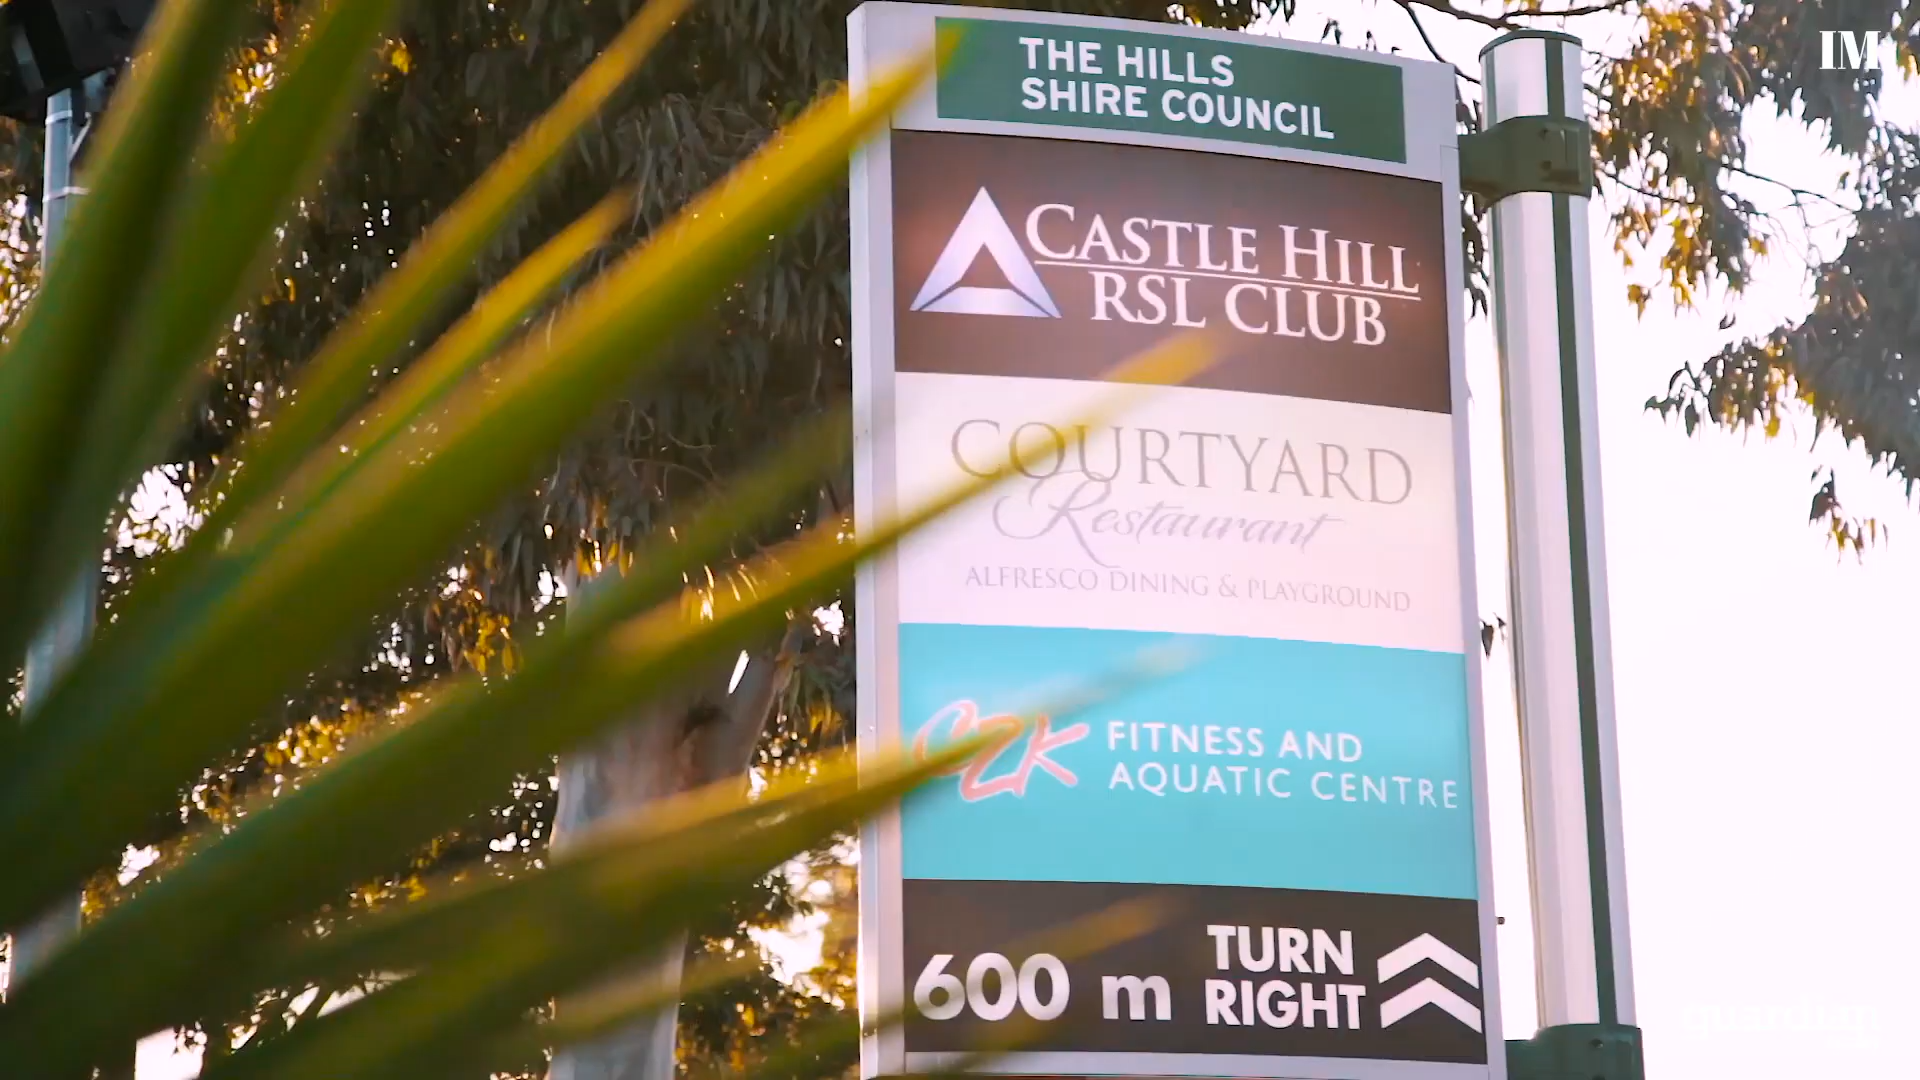 IM
THE HILLS
SHIRE COUNCIL
CASTLE HILL
RSL CLUB
COURTYARD
Restaurant
ALFRESCO DINING & PLAYGROUND
C2K
FITNESS AND
AQUATIC CENTRE
600 m
TURN
RIGHT